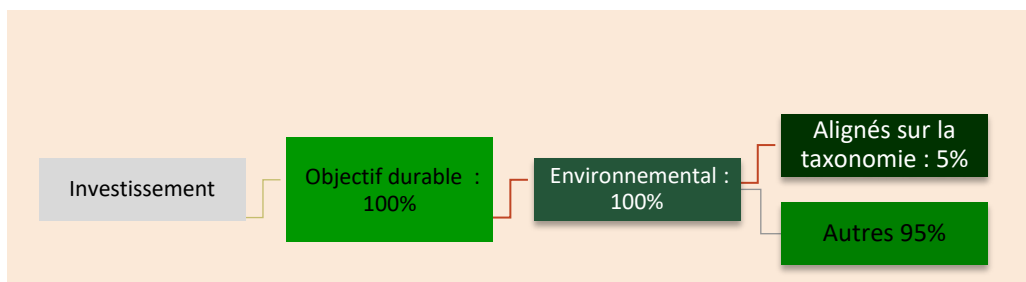 Investissement
Objectif durable :
100%
Environnemental :
100%
Alignés sur la
taxonomie : 5%
Autres 95%